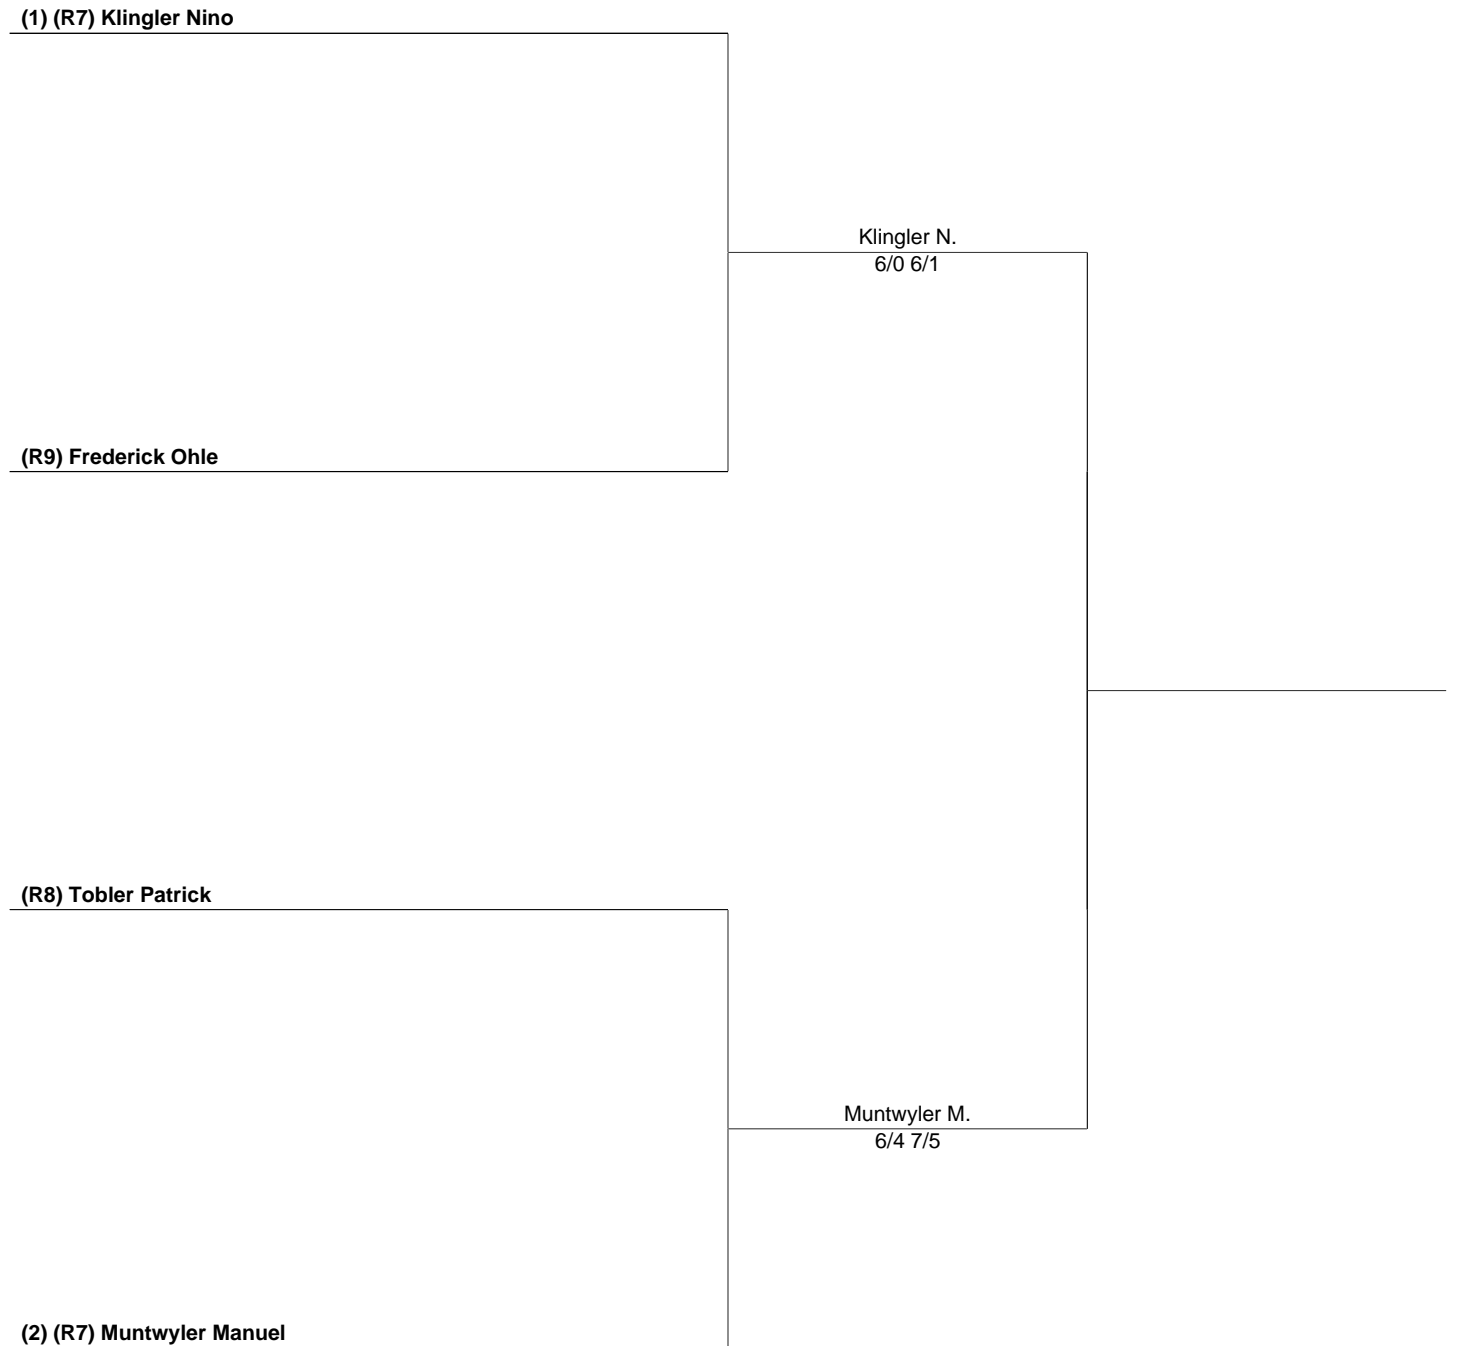 (1) (R7) Klingler Nino
Klingler N.
6/0 6/1
(R9) Frederick Ohle
(R8) Tobler Patrick
Muntwyler M.
6/4 7/5
(2) (R7) Muntwyler Manuel